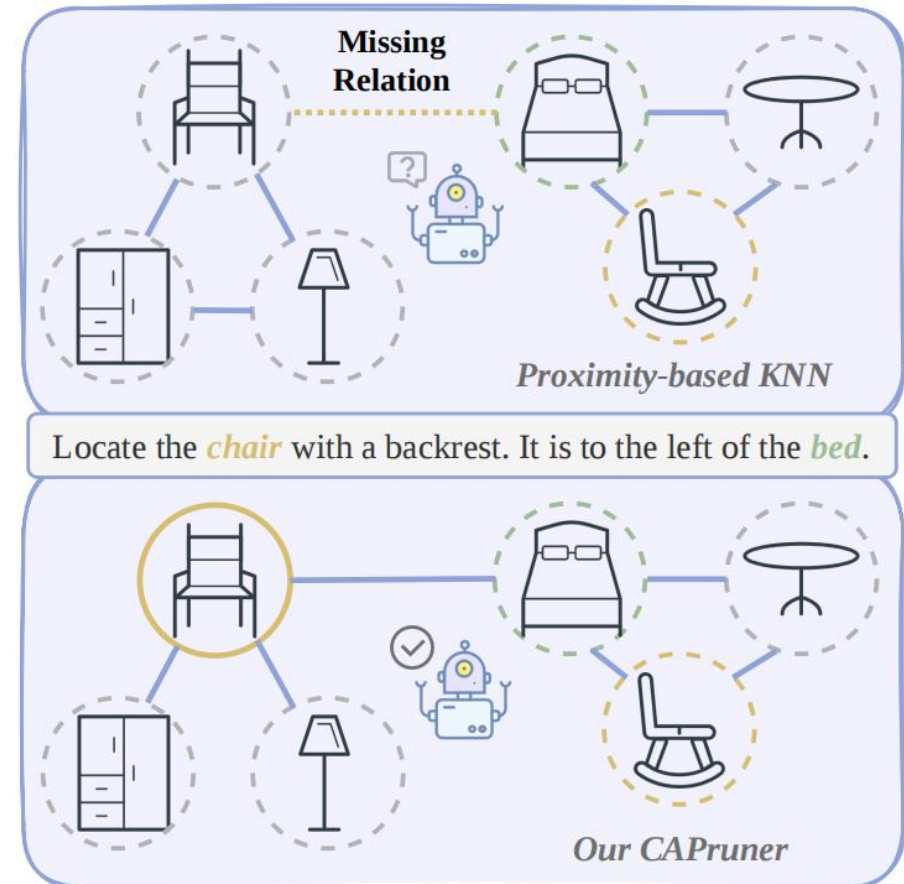 Missing
Relation
?
Proximity-based KNN
Locate the chair with a backrest. It is to the left of the bed.
Our CAPruner